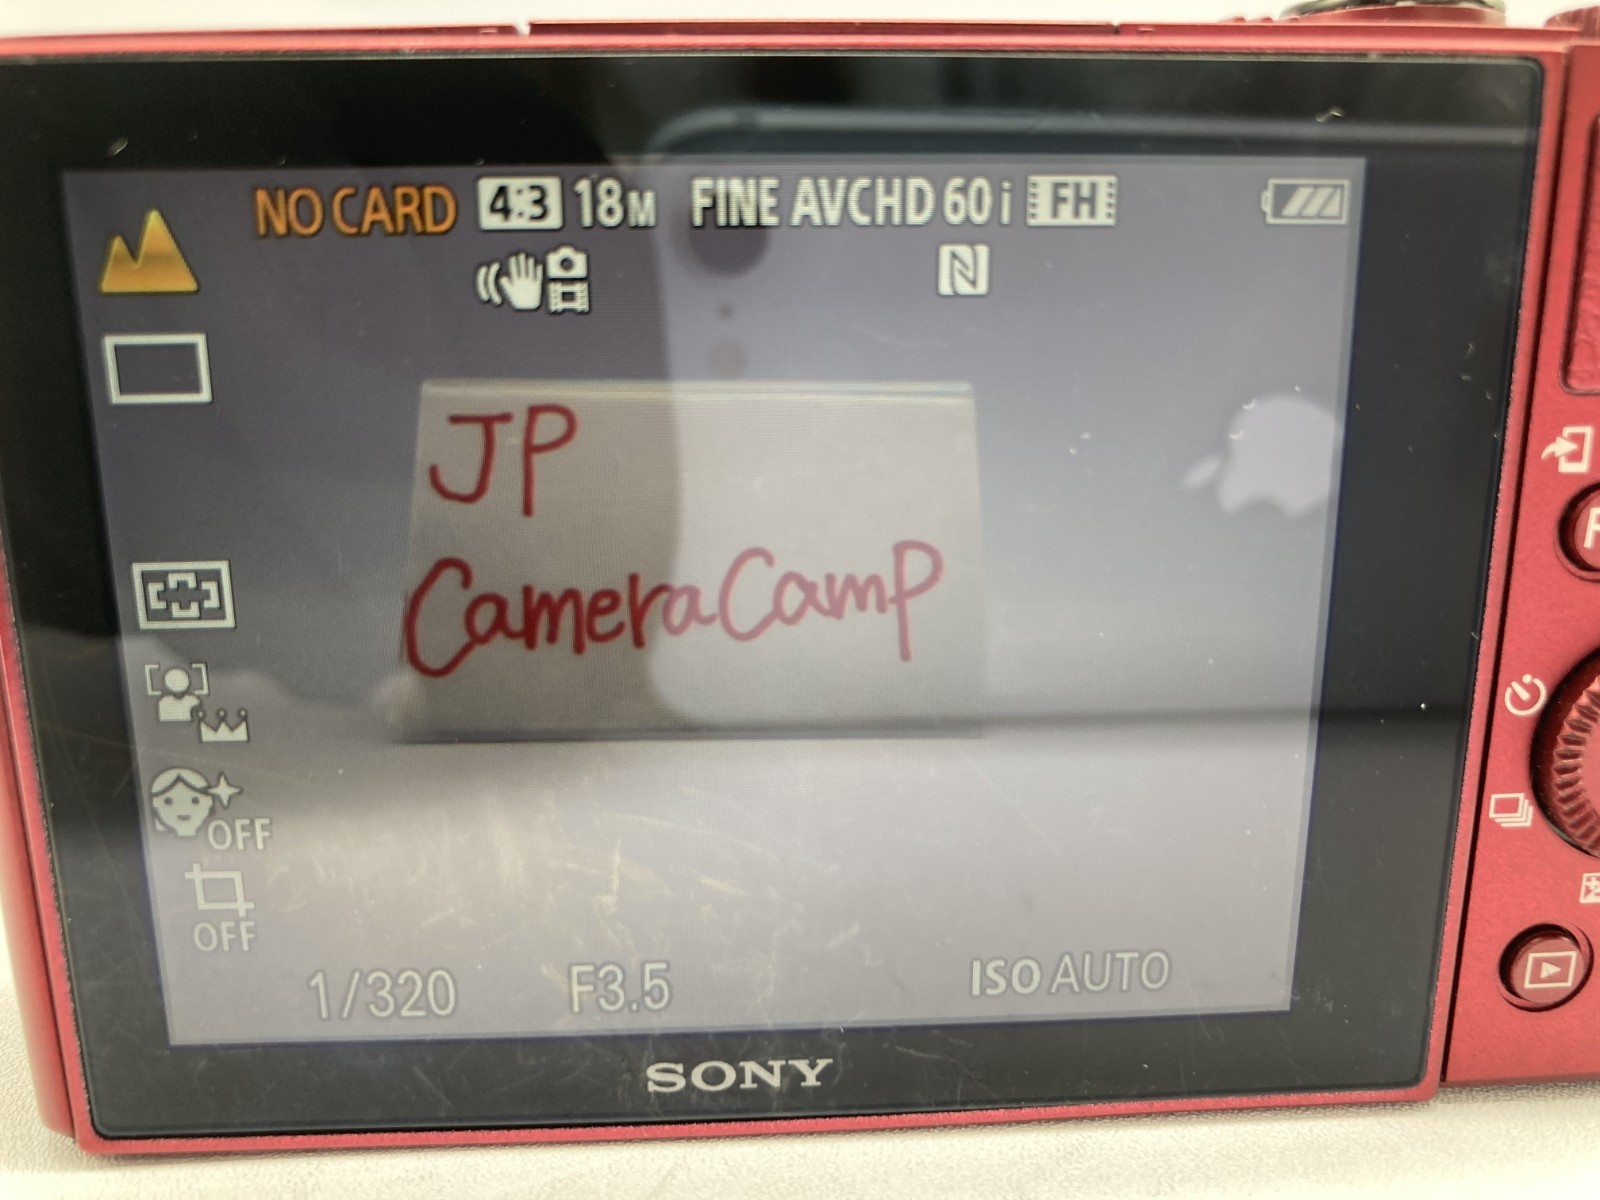 NO CARD 4:3 18M FINE AVCHD 60i FH
JP
CameraCamp
OFF
OFF
1/320 F3.5 ISO AUTO
SONY